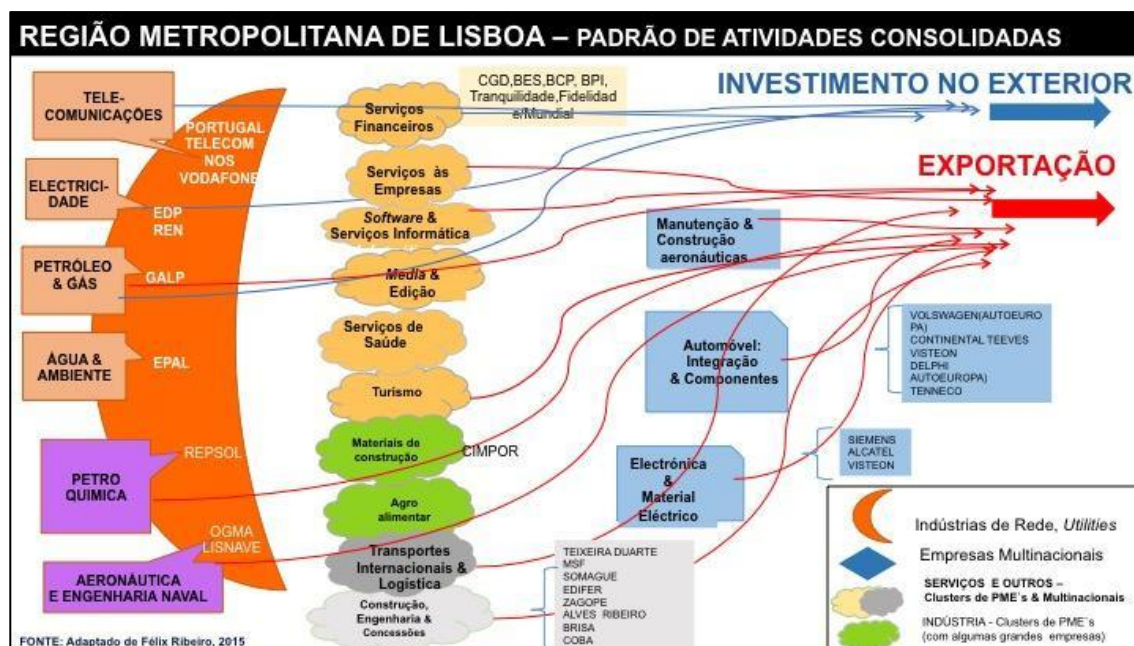 REGIÃO METROPOLITANA DE LISBOA – PADRÃO DE ATIVIDADES CONSOLIDADAS
TELE-
COMUNICAÇÕES
PORTUGAL
TELECOM
NOS
VODAFONE
ELECTRICI-
DADE
EDP
REN
PETRÓLEO
& GÁS
GALP
ÁGUA &
AMBIENTE
EPAL
PETRO
QUIMICA
REPSOL
OGMA
LISNAVE
AERONÁUTICA
E ENGENHARIA NAVAL
Serviços
Financeiros
CGD,BES,BCP, BPI,
Tranquilidade,Fidelidad
e/Mundial
Serviços às
Empresas
Software &
Serviços Informática
Media &
Edição
Serviços de
Saúde
Turismo
Materiais de
construção
CIMPOR
Agro
alimentar
Transportes
Internacionais &
Logística
Construção,
Engenharia &
Concessões
TEIXEIRA DUARTE
MSF
SOMAGUE
EDIFER
ZAGOPE
ALVES RIBEIRO
BRISA
COBA
INVESTIMENTO NO EXTERIOR
EXPORTAÇÃO
Manutenção &
Construção
aeronáuticas
Automóvel:
Integração
& Componentes
VOLSWAGEN(AUTOEURO
PA)
CONTINENTAL TEEVES
VISTEON
DELPHI
AUTOEUROPA)
TENNECO
Electrónica
&
Material
Eléctrico
SIEMENS
ALCATEL
VISTEON
Indústrias de Rede, Utilities
Empresas Multinacionais
SERVIÇOS E OUTROS –
Clusters de PME`s & Multinacionais
INDÚSTRIA - Clusters de PME`s
(com algumas grandes empresas)
FONTE: Adaptado de Félix Ribeiro, 2015